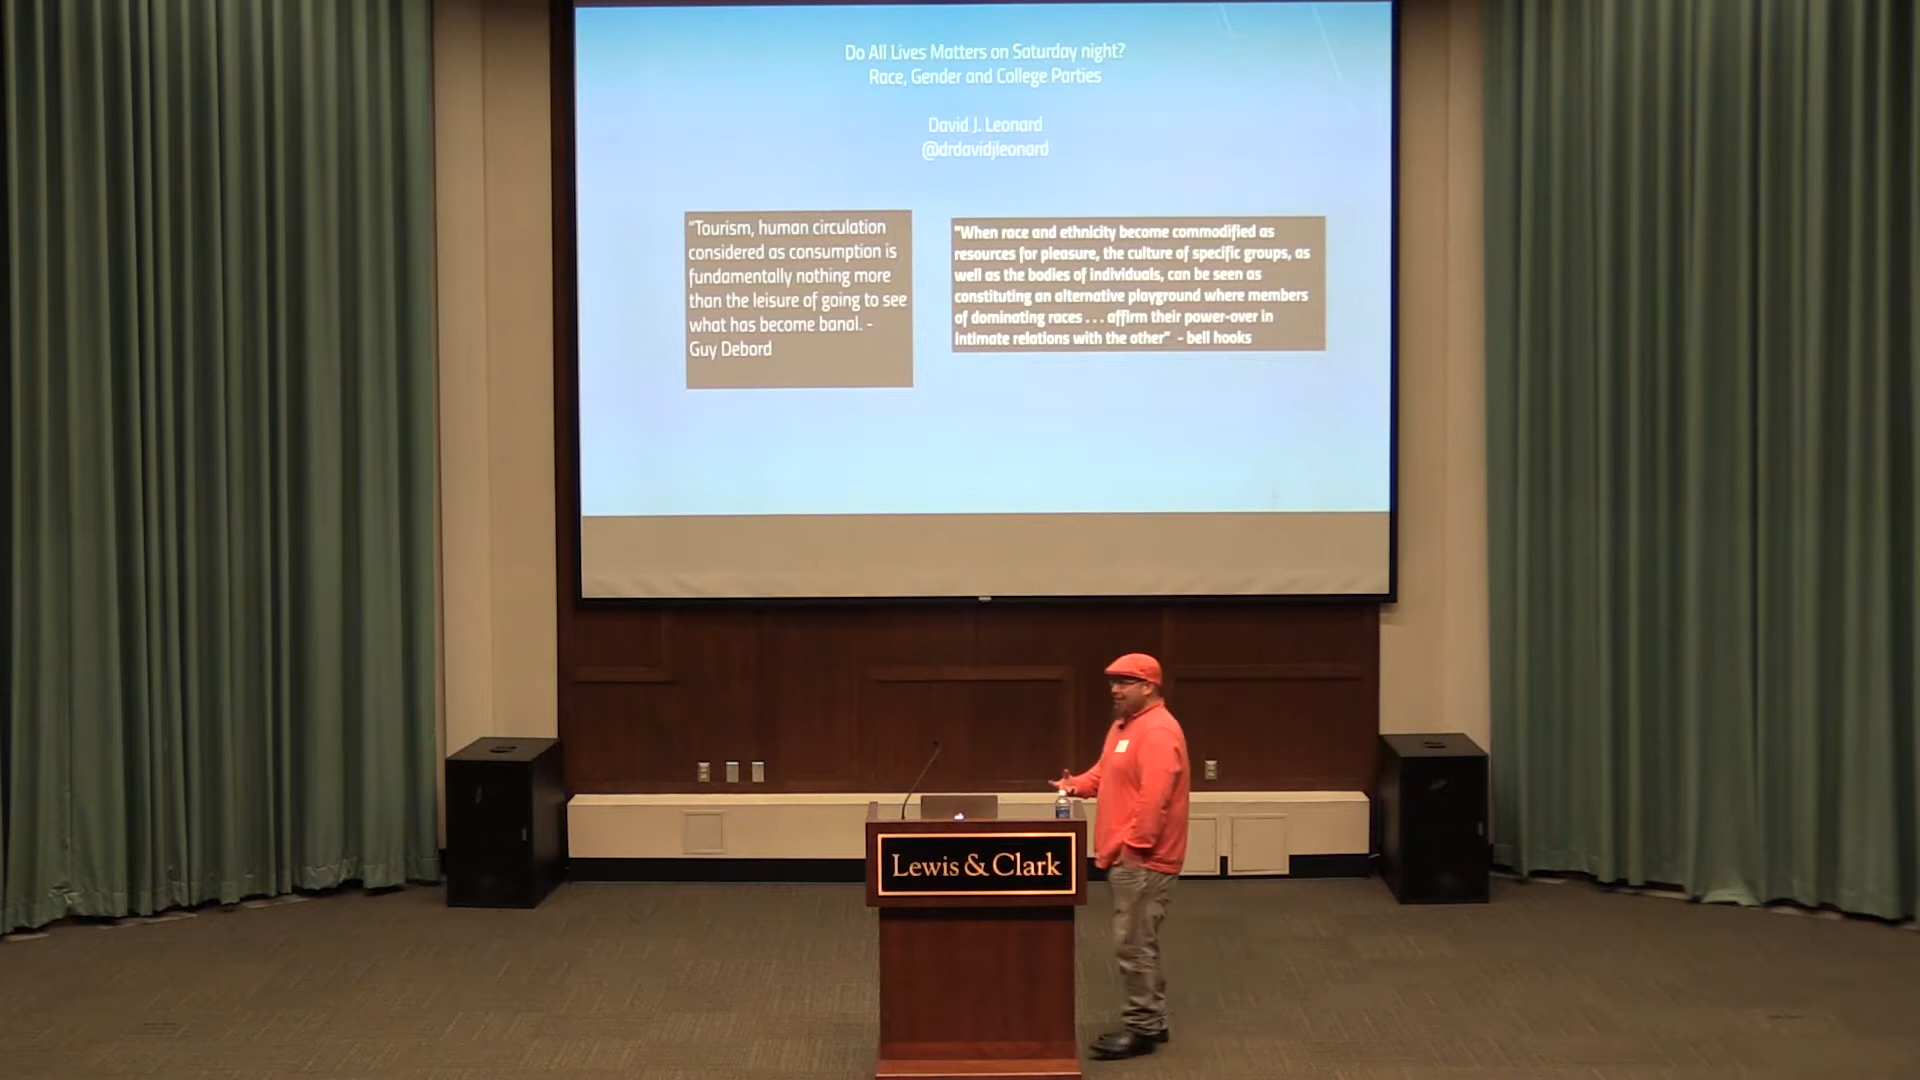 Do All Lives Matters on Saturday night?
Race, Gender and College Parties
David J. Leonard
@drdavidjleonard
"Tourism, human circulation
considered as consumption is
fundamentally nothing more
than the leisure of going to see
what has become banal. -
Guy Debord
"When race and ethnicity become commodified as
resources for pleasure, the culture of specific groups, as
well as the bodies of individuals, can be seen as
constituting an alternative playground where members
of dominating races . . . affirm their power-over in
intimate relations with the other" - bell hooks
Lewis & Clark